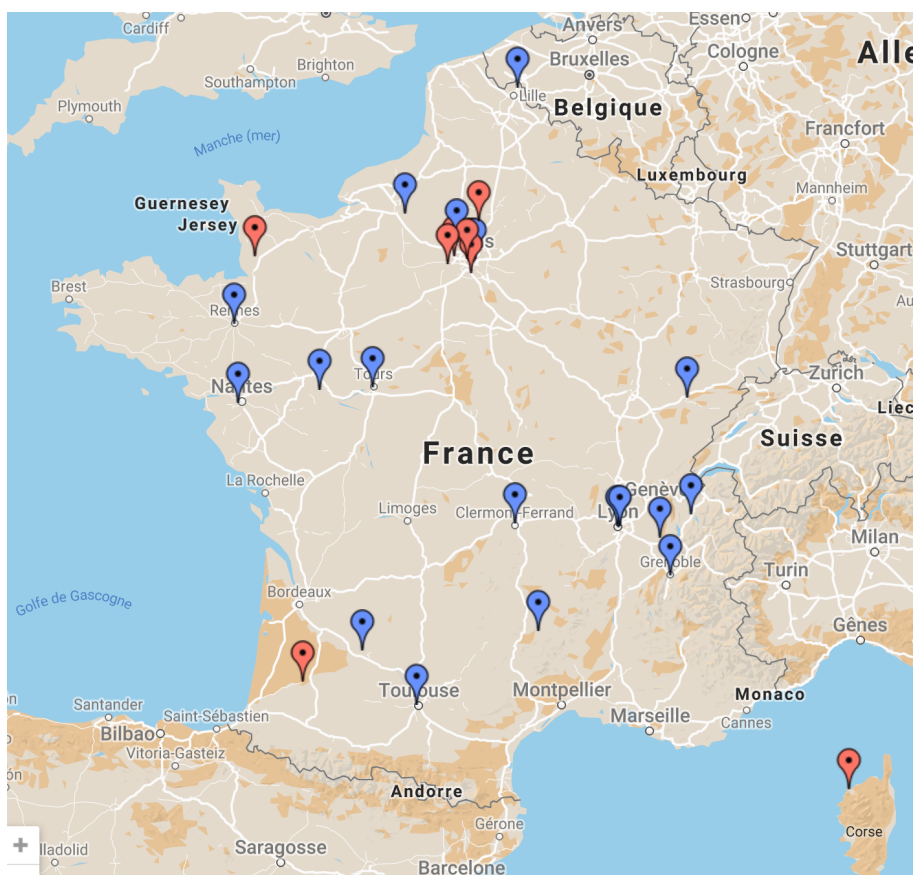 Cardiff
Anvers
Essen
Alle
Bruxelles
Cologne
Brighton
Southampton
Lille
Plymouth
Belgique
Francfort
Manche (mer)
Luxembourg
Mannheim
Guernesey
Jersey
Stuttgart
Strasbourg
Brest
Rennes
Au
Zurich
Tours
Nantes
Liec
Suisse
France
La Rochelle
Genève
Limoges
Clermont-Ferrand
Lyon
Milan
Grenoble
Turin
Bordeaux
Golfe de Gascogne
Gênes
Toulouse
Montpellier
Monaco
Santander
Saint-Sébastien
Marseille
Cannes
Bilbao
Vitoria-Gasteiz
Andorre
Gérone
Corse
+
lladolid
Saragosse
Barcelone